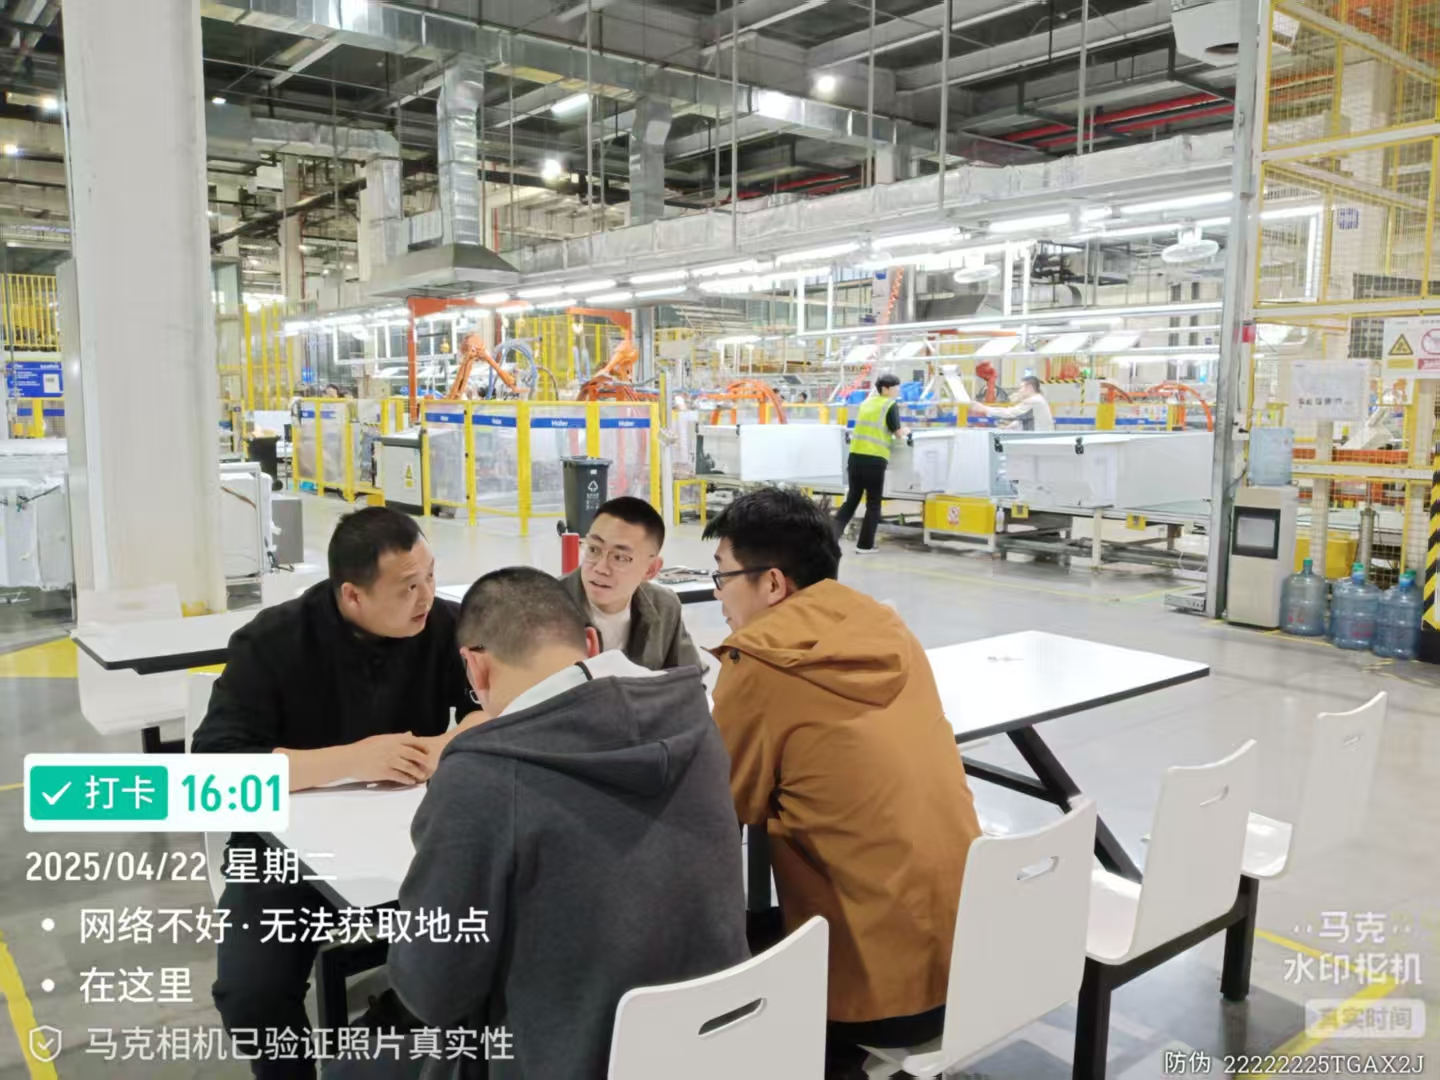 Haier
Haier
打卡 16:01
2025/04/22 星期二
• 网络不好·无法获取地点
• 在这里
马克相机已验证照片真实性
马克
水印相机
真实时间
防伪 22222225TGAX2J